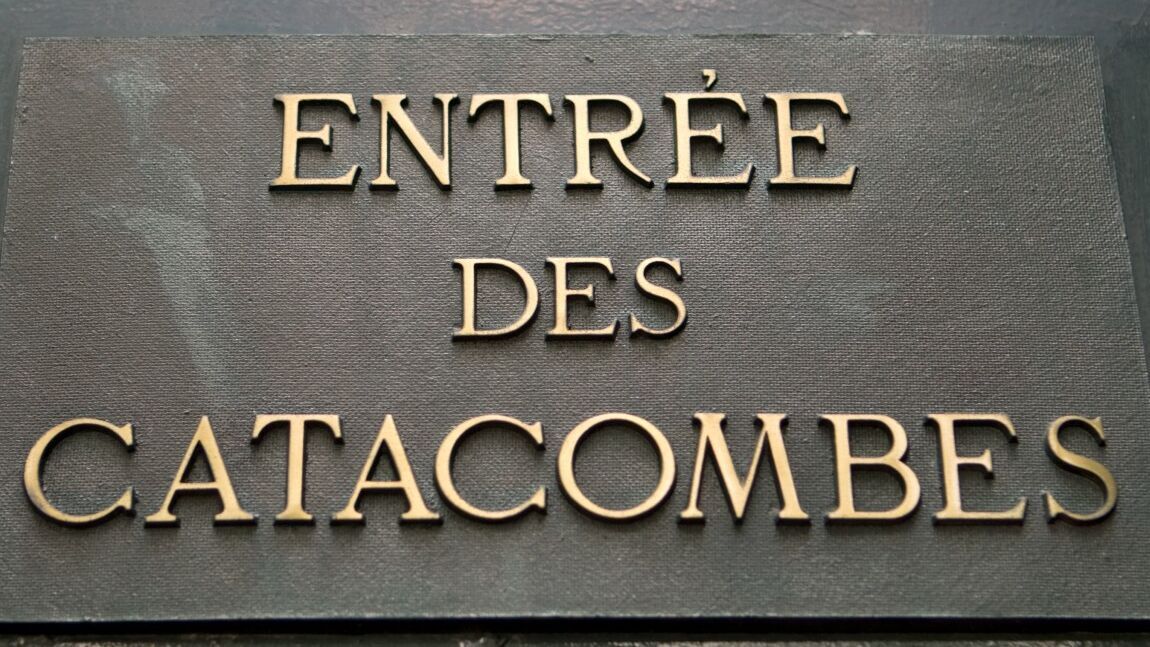 ENTRÉE
DES
CATACOMBES